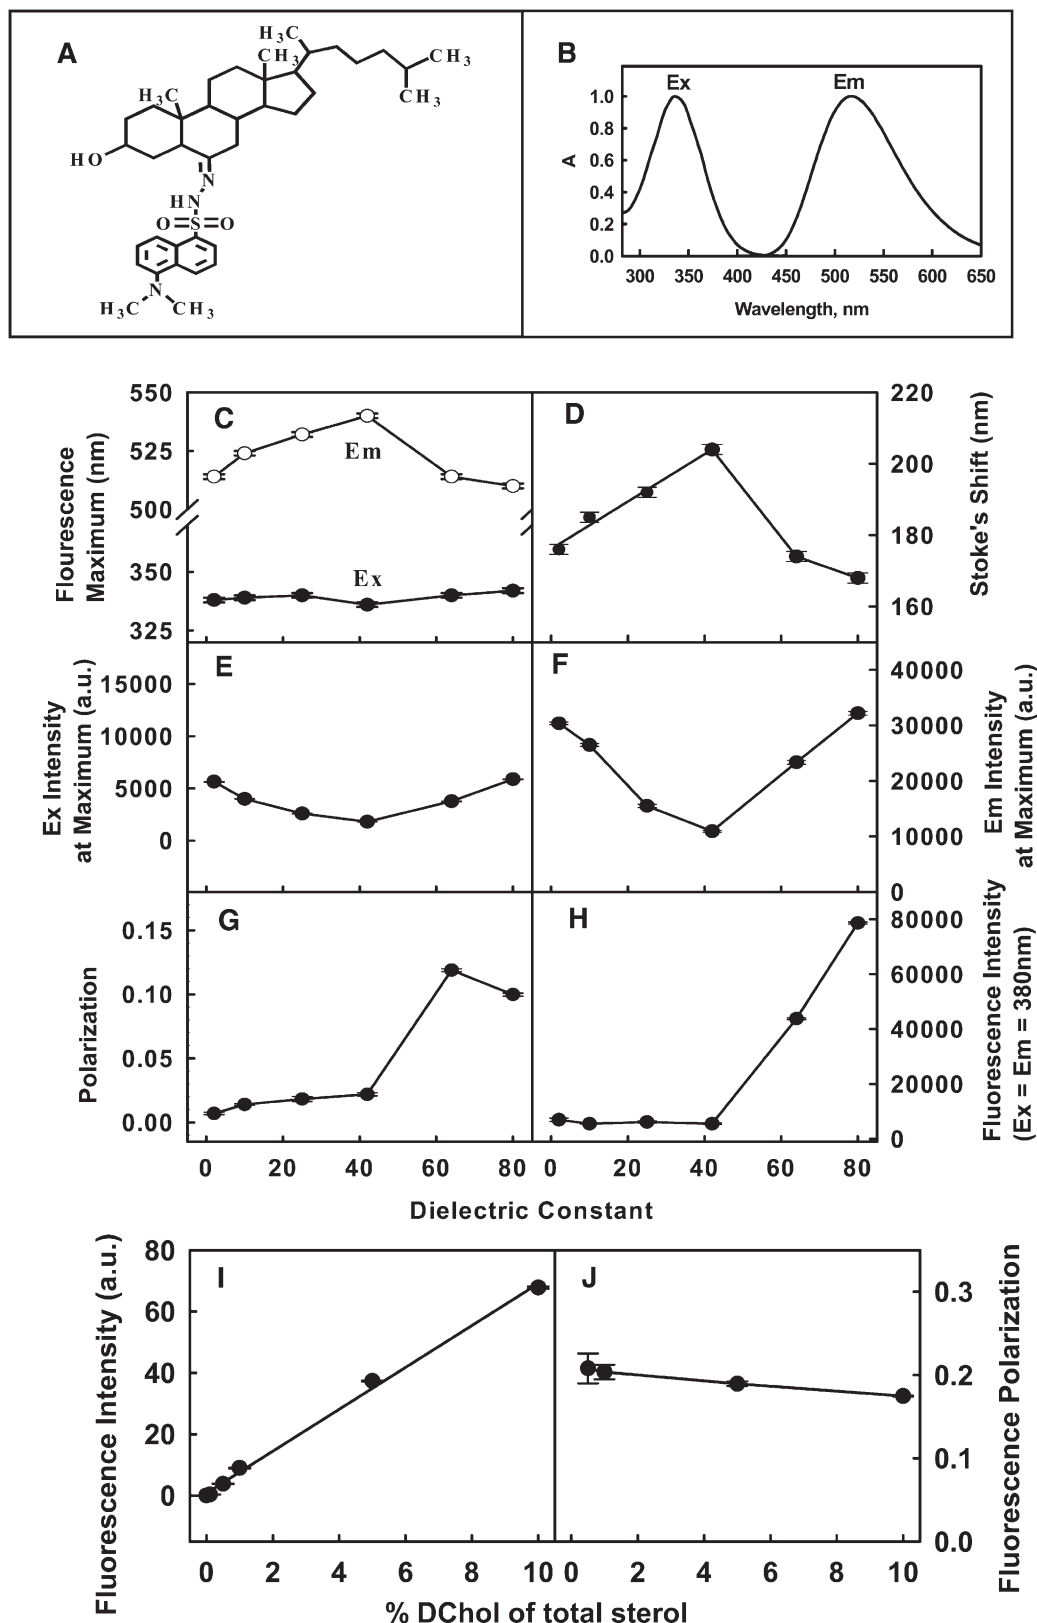 A
H₃C
CH₃
CH₃
H₃C
CH₃
HO
N
HN
O=S=O
N
H₃C
CH₃
B
Ex
Em
1.0
0.8
0.6
0.4
0.2
0.0
A
300 350 400 450 500 550 600 650
Wavelength, nm
C
550
525
500
350
325
Em
Ex
Flourescence
Maximum (nm)
D
220
200
180
160
Stoke's Shift (nm)
E
15000
10000
5000
0
Ex Intensity
at Maximum (a.u.)
F
40000
30000
20000
10000
0
Em Intensity
at Maximum (a.u.)
G
0.15
0.10
0.05
0.00
Polarization
H
80000
60000
40000
20000
0
Fluorescence Intensity
(Ex = Em = 380nm)
0 20 40 60 80 0 20 40 60 80
Dielectric Constant
I
80
60
40
20
0
Fluorescence Intensity (a.u.)
J
0.3
0.2
0.1
0.0
Fluorescence Polarization
0 2 4 6 8 10 0 2 4 6 8 10
% DChol of total sterol